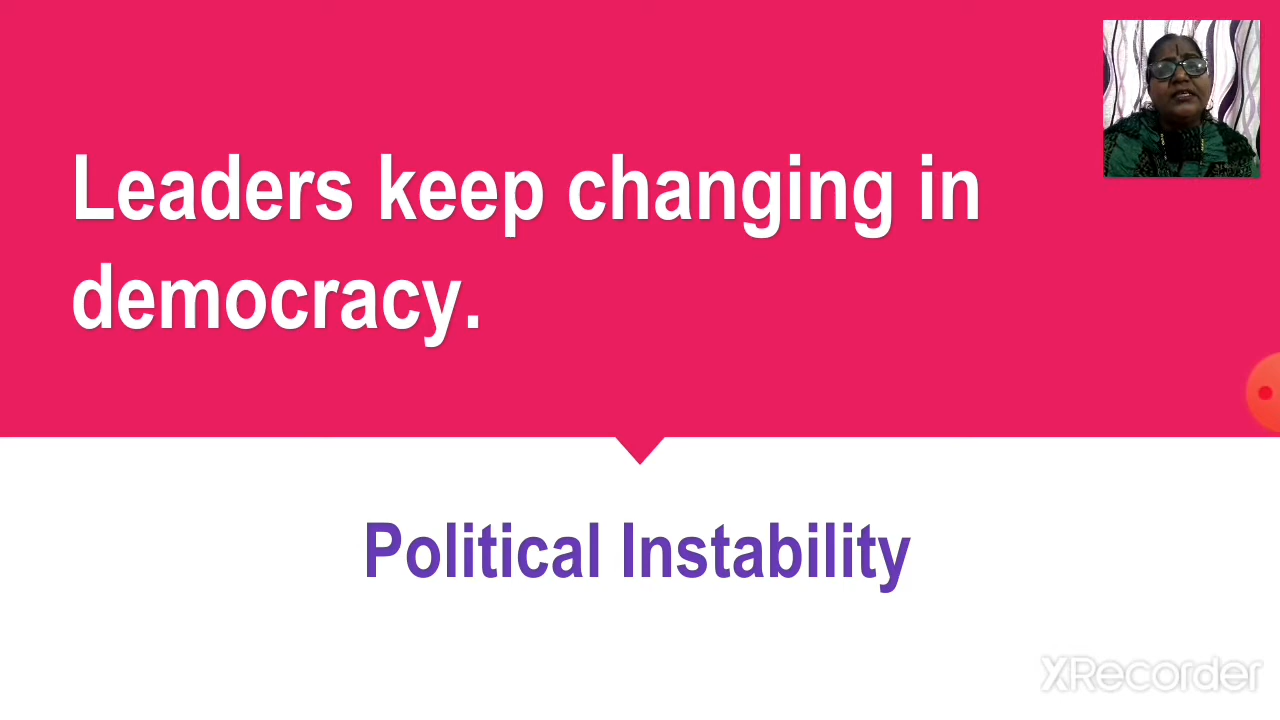 Leaders keep changing in
democracy.
Political Instability
XRecorder